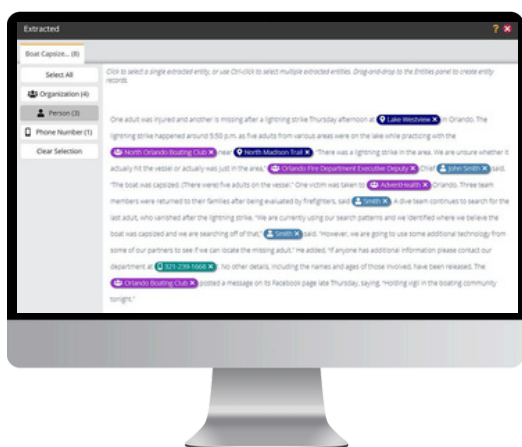 Extracted
Boat Capsize... (8)
Select All
Organization (4)
Person (3)
Phone Number (1)
Clear Selection
Click to select a single extracted entity, or use Ctrl-click to select multiple extracted entities. Drag-and-drop to the Entities panel to create entity
records.
One adult was injured and another is missing after a lightning strike Thursday afternoon at Lake Westview in Orlando. The
lightning strike happened around 5:50 p.m. as five adults from various areas were on the lake while practicing with the
North Orlando Boating Club near North Madison Trail "There was a lightning strike in the area. We are unsure whether it
actually hit the vessel or actually was just in the area," Orlando Fire Department Executive Deputy Chief John Smith said.
"The boat was capsized. (There were) five adults on the vessel." One victim was taken to AdventHealth Orlando. Three team
members were returned to their families after being evaluated by firefighters, said Smith. A dive team continues to search for the
last adult, who vanished after the lightning strike. "We are currently using our search patterns and we identified where we believe the
boat was capsized and we are searching off of that," Smith said. "However, we are going to use some additional technology from
some of our partners to see if we can locate the missing adult." He added, "If anyone has additional information please contact our
department at 321-239-1668. No other details, including the names and ages of those involved, have been released. The
Orlando Boating Club posted a message on its Facebook page late Thursday, saying, "Holding vigil in the boating community
tonight."